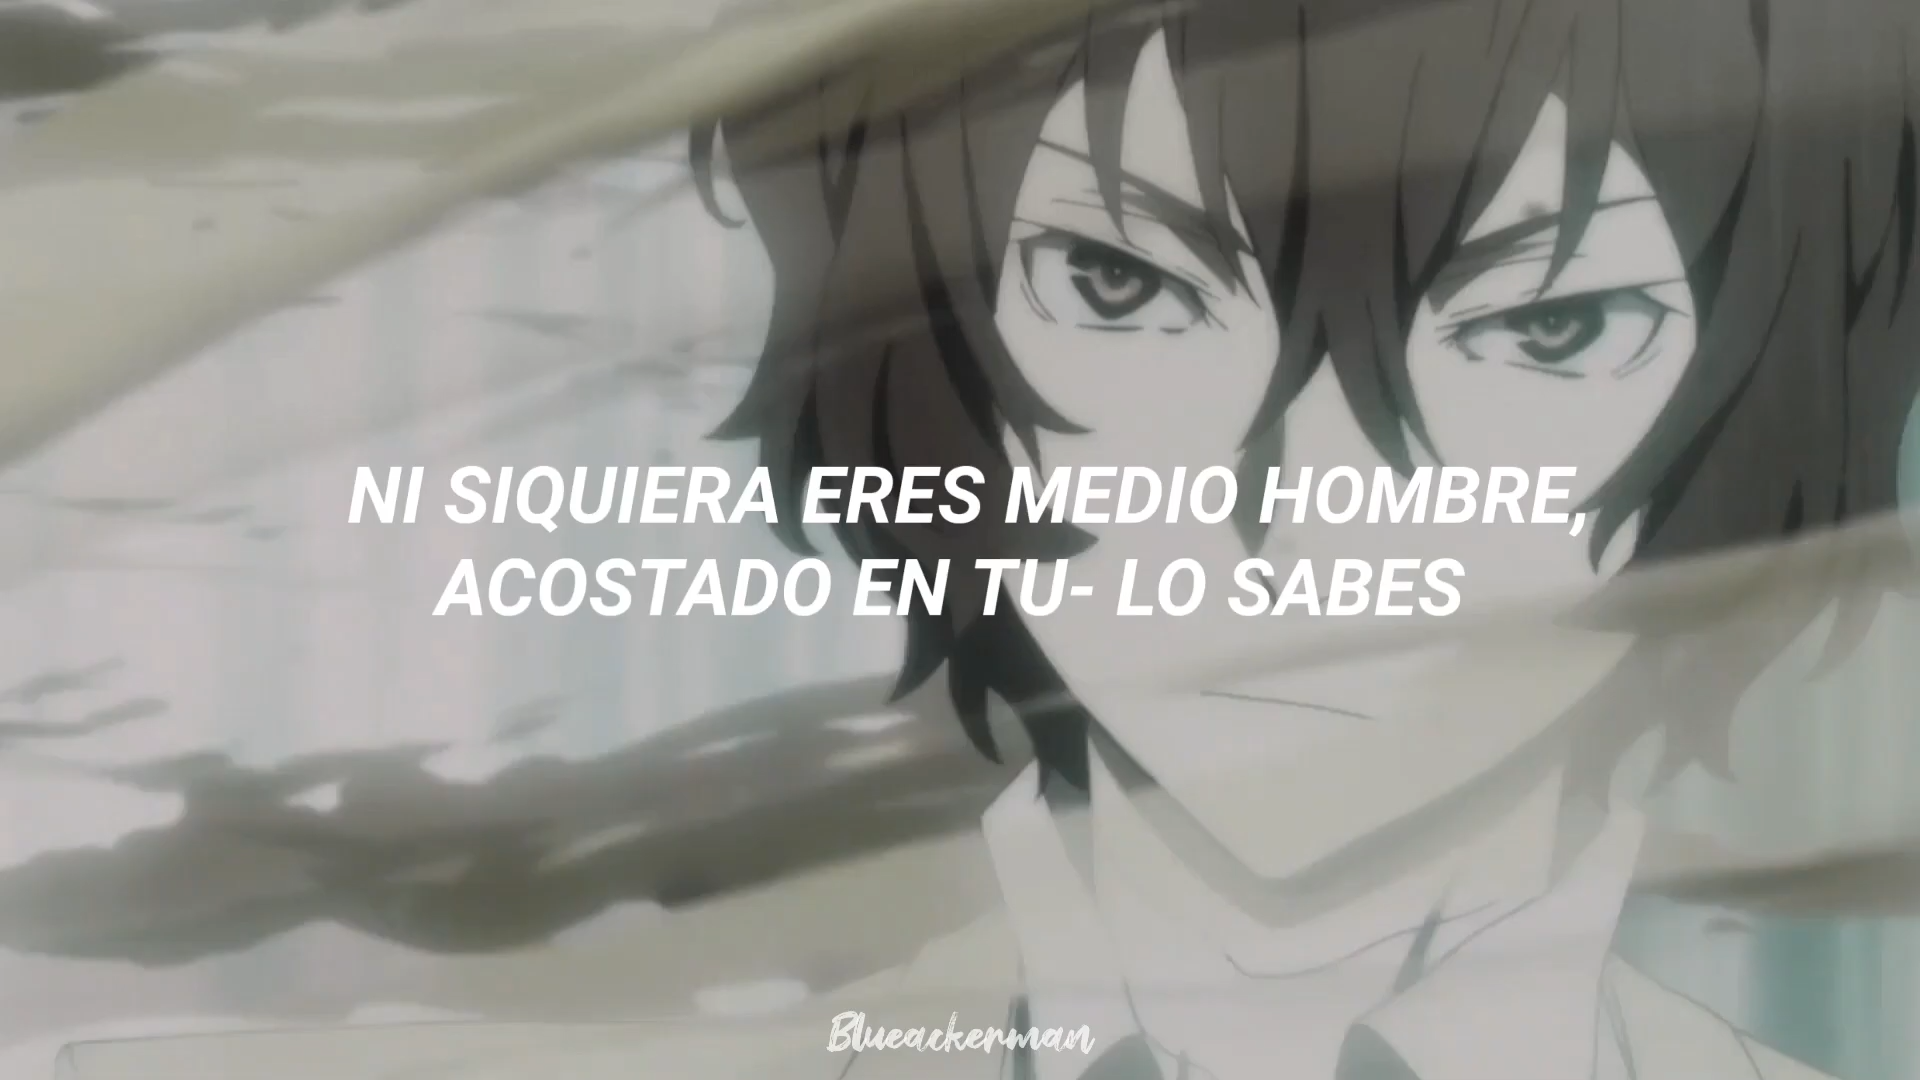 NI SIQUIERA ERES MEDIO HOMBRE,
ACOSTADO EN TU- LO SABES
Blueackerman